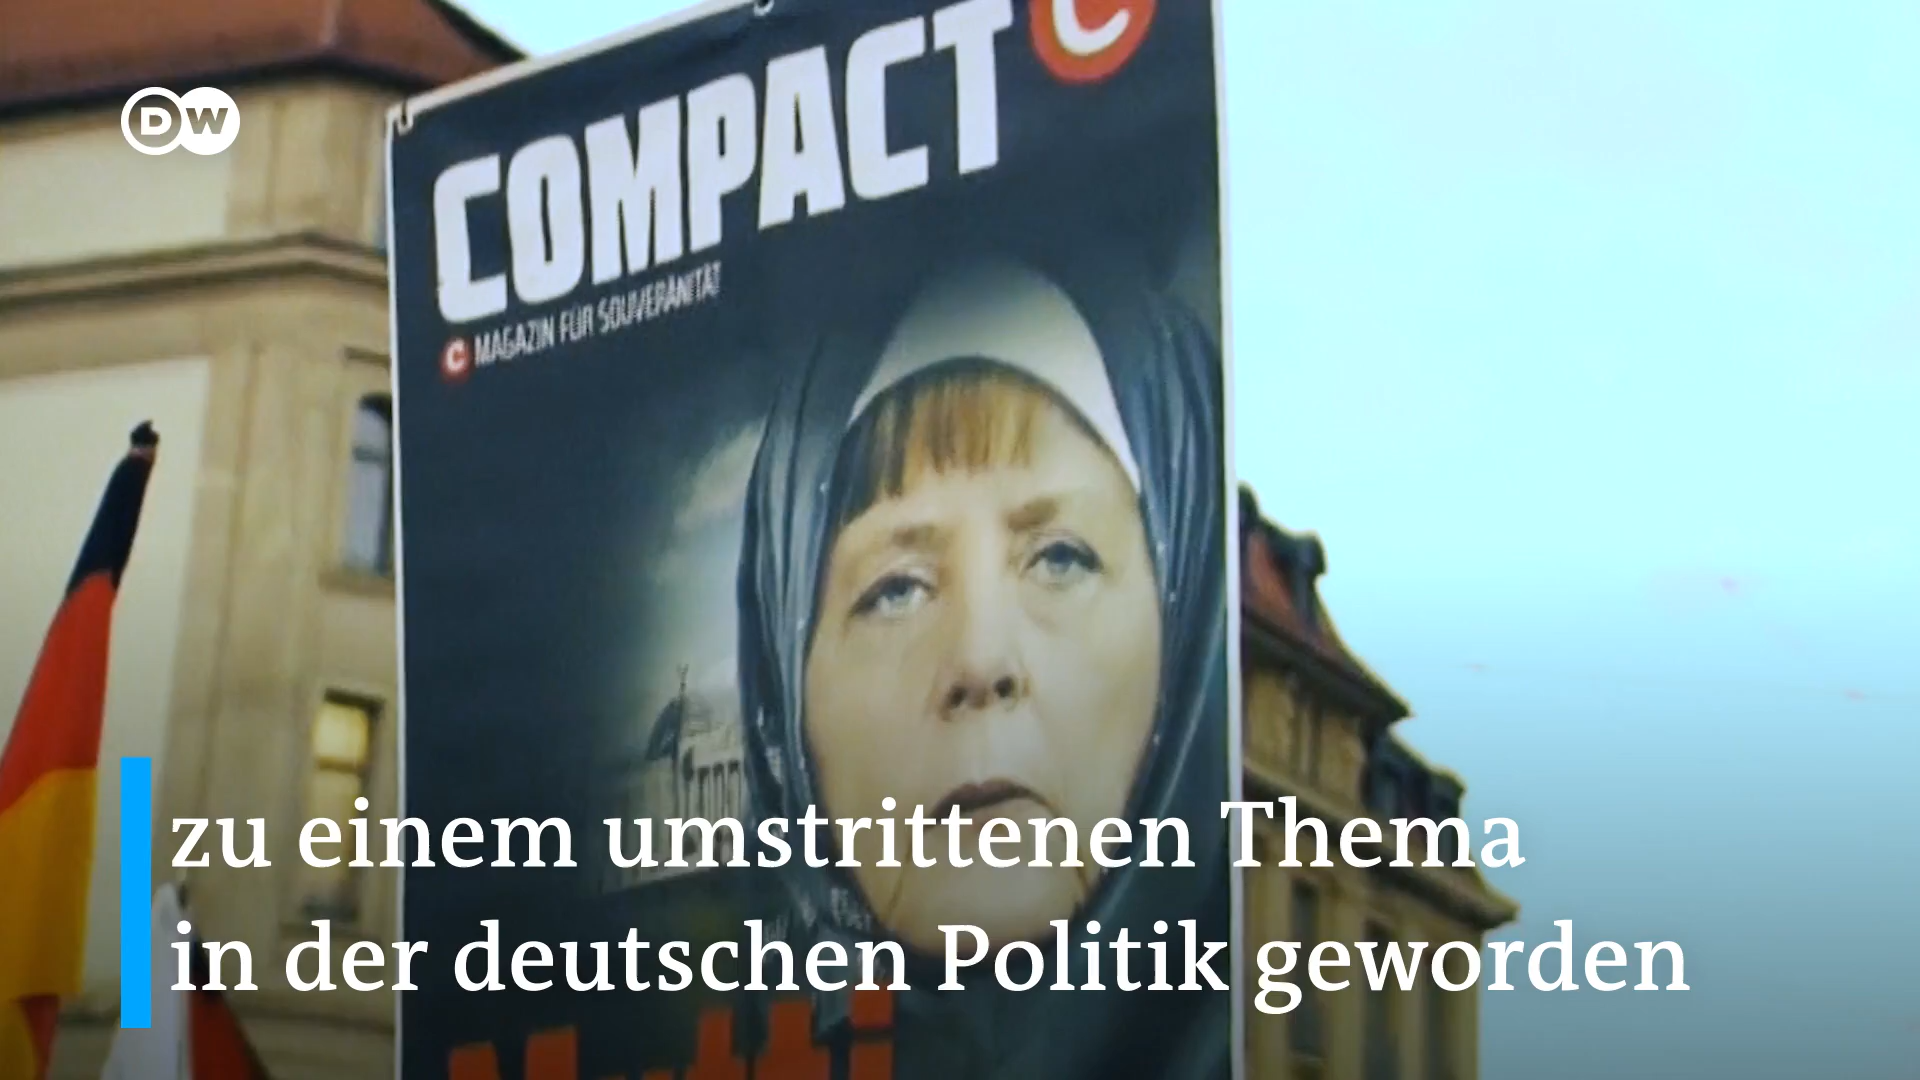 DW
COMPACT
C
C MAGAZIN FÜR SOUVERÄNITÄT
zu einem umstrittenen Thema
in der deutschen Politik geworden